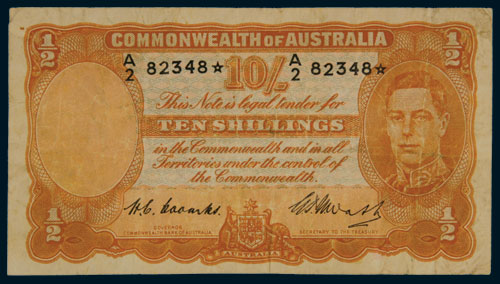 COMMONWEALTH OF AUSTRALIA
1/2 A/2 82348☆ 10/- A/2 82348☆ 1/2
This Note is legal tender for
TEN SHILLINGS
in the Commonwealth and in all
Territories under the control of
the Commonwealth.
1/2 1/2
GOVERNOR
COMMONWEALTH BANK OF AUSTRALIA
SECRETARY TO THE TREASURY
AUSTRALIA